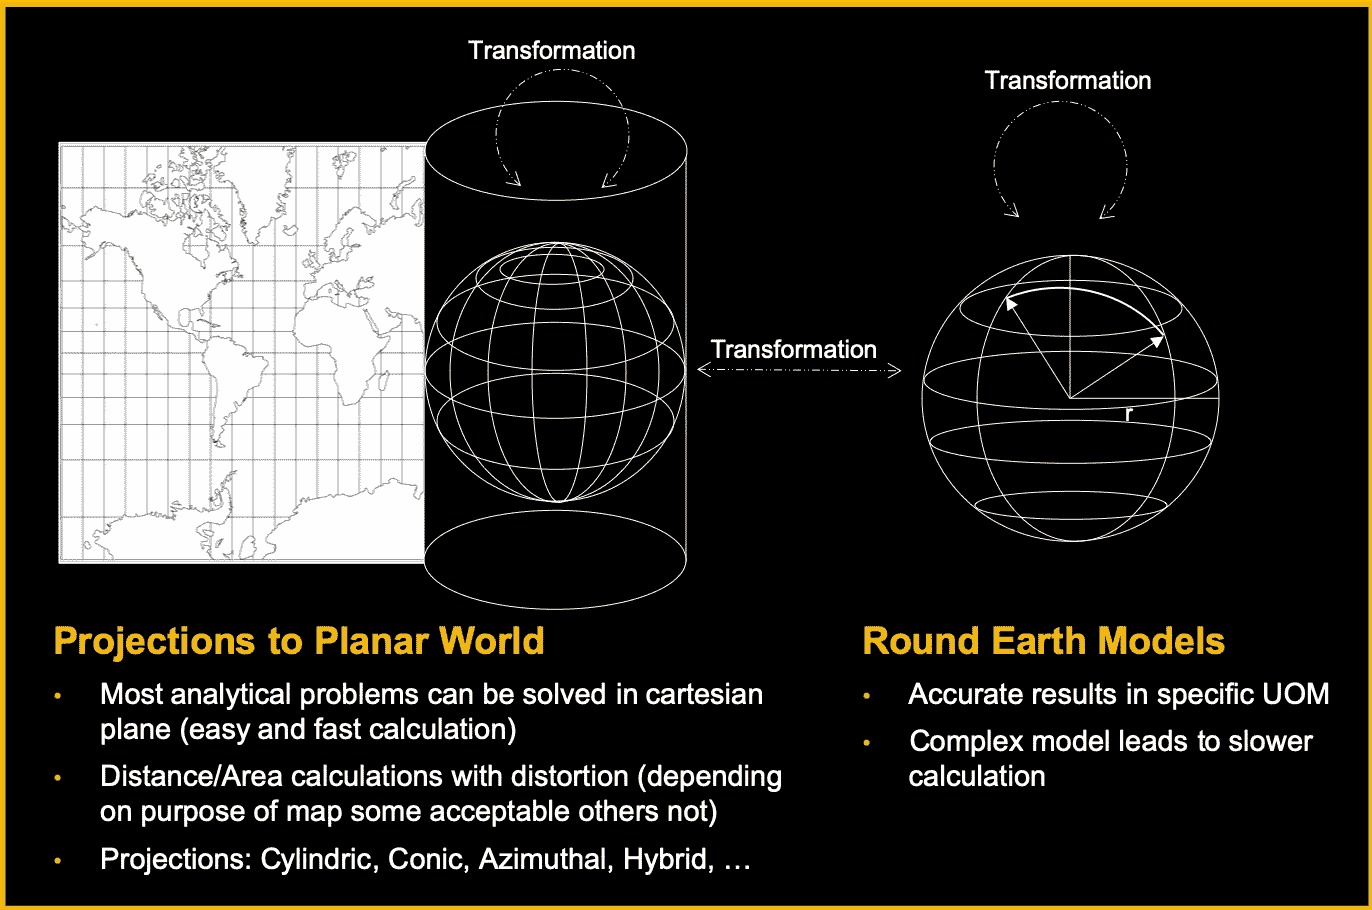 Transformation
Transformation
Transformation
r
Projections to Planar World
• Most analytical problems can be solved in cartesian
plane (easy and fast calculation)
• Distance/Area calculations with distortion (depending
on purpose of map some acceptable others not)
• Projections: Cylindric, Conic, Azimuthal, Hybrid, …
Round Earth Models
• Accurate results in specific UOM
• Complex model leads to slower
calculation